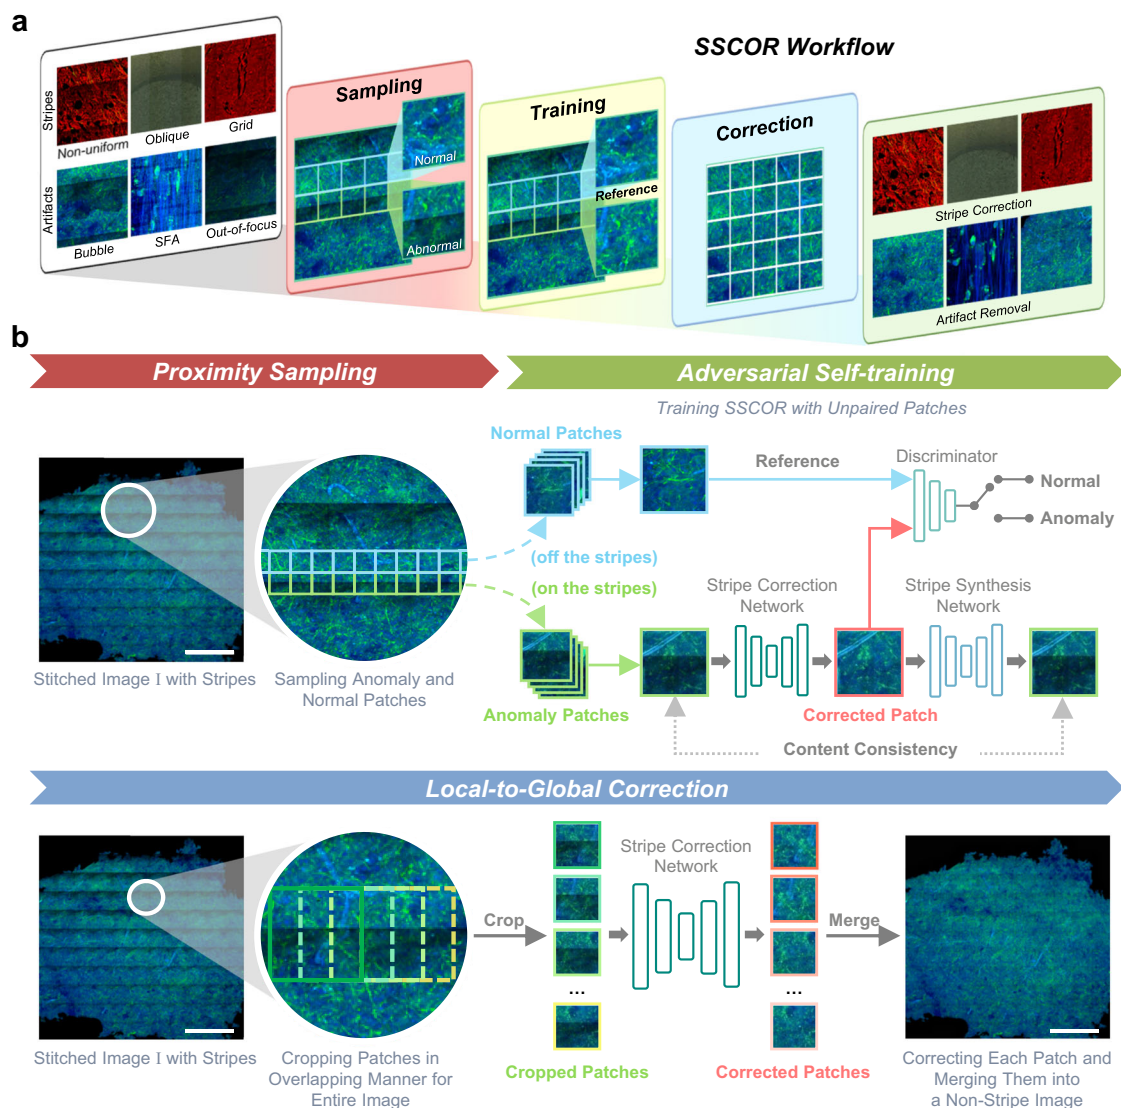 a
SSCOR Workflow
Stripes
Non-uniform
Oblique
Grid
Artifacts
Bubble
SFA
Out-of-focus
Sampling
Normal
Abnormal
Training
Reference
Correction
Stripe Correction
Artifact Removal
b
Proximity Sampling
Adversarial Self-training
Training SSCOR with Unpaired Patches
Normal Patches
Reference
Discriminator
Normal
Anomaly
(off the stripes)
(on the stripes)
Stripe Correction
Network
Stripe Synthesis
Network
Stitched Image I with Stripes
Sampling Anomaly and
Normal Patches
Anomaly Patches
Corrected Patch
Content Consistency
Local-to-Global Correction
Stripe Correction
Network
Crop
Merge
...
...
Stitched Image I with Stripes
Cropping Patches in
Overlapping Manner for
Entire Image
Cropped Patches
Corrected Patches
Correcting Each Patch and
Merging Them into
a Non-Stripe Image